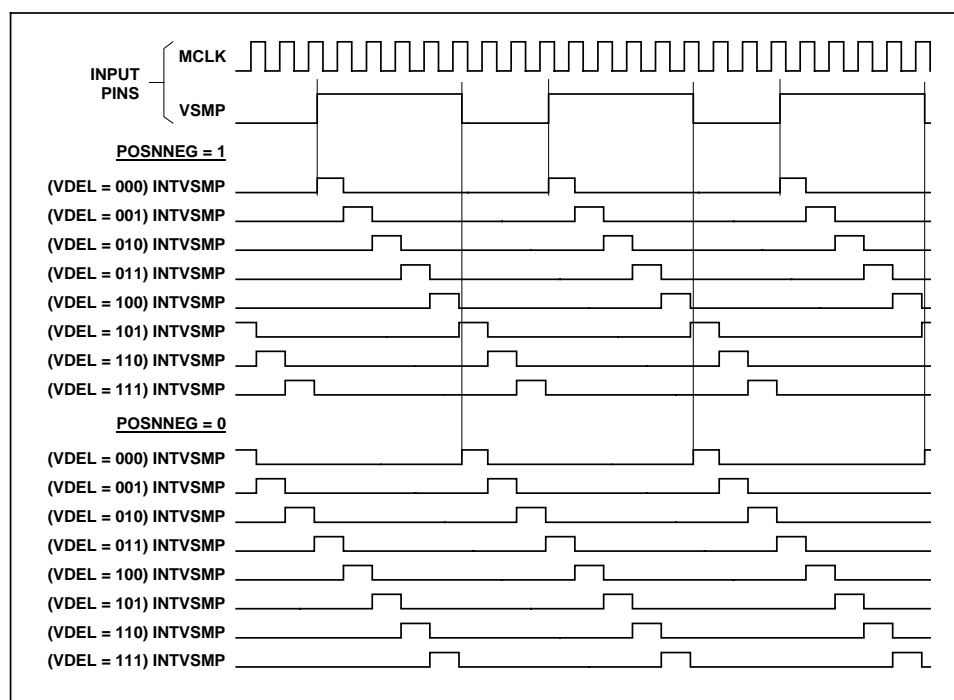 MCLK
INPUT
PINS
VSMP
POSNNEG = 1
(VDEL = 000) INTVSMP
(VDEL = 001) INTVSMP
(VDEL = 010) INTVSMP
(VDEL = 011) INTVSMP
(VDEL = 100) INTVSMP
(VDEL = 101) INTVSMP
(VDEL = 110) INTVSMP
(VDEL = 111) INTVSMP
POSNNEG = 0
(VDEL = 000) INTVSMP
(VDEL = 001) INTVSMP
(VDEL = 010) INTVSMP
(VDEL = 011) INTVSMP
(VDEL = 100) INTVSMP
(VDEL = 101) INTVSMP
(VDEL = 110) INTVSMP
(VDEL = 111) INTVSMP